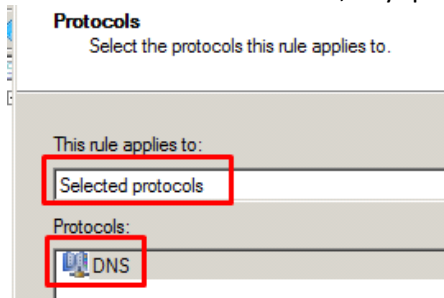 Protocols
Select the protocols this rule applies to.
This rule applies to:
Selected protocols
Protocols:
DNS